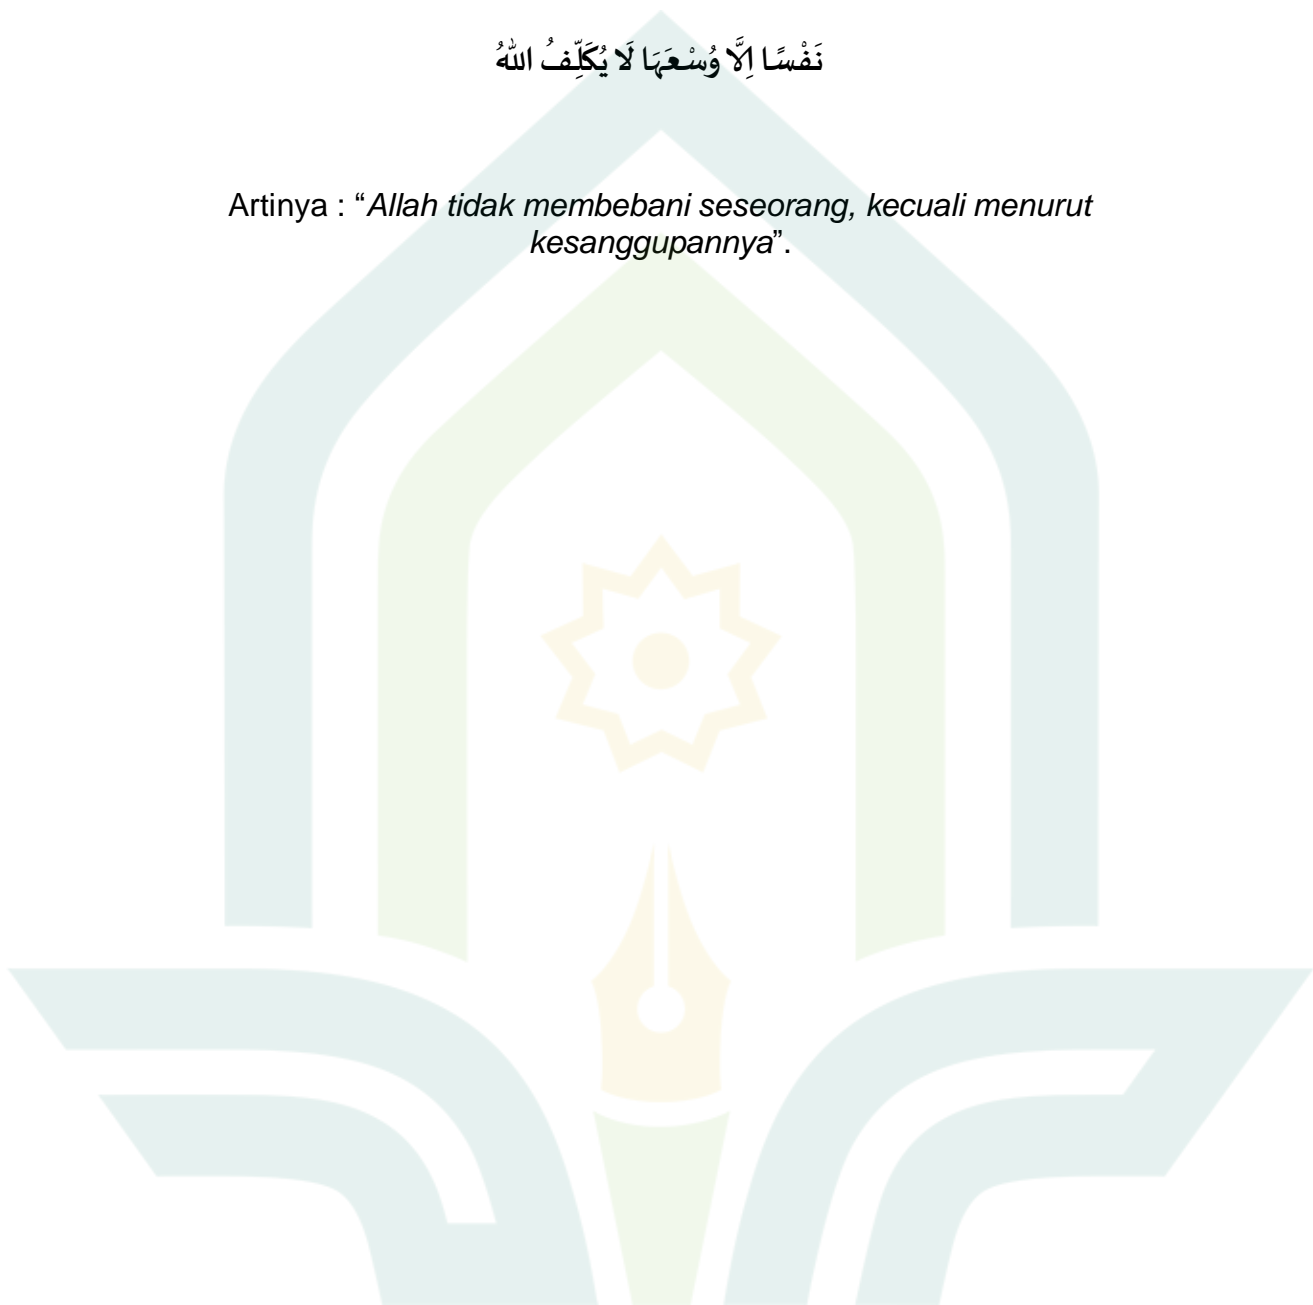 نَفْسًا اِلَّا وُسْعَهَا لَا يُكَلِّفُ اللّٰهُ
Artinya : “Allah tidak membebani seseorang, kecuali menurut
kesanggupannya”.